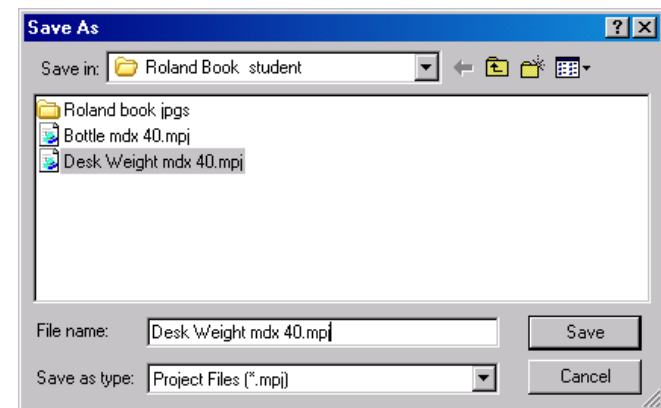 Save As
Save in: Roland Book student
Roland book jpgs
Bottle mdx 40.mpj
Desk Weight mdx 40.mpj
File name: Desk Weight mdx 40.mpj Save
Save as type: Project Files (*.mpj) Cancel